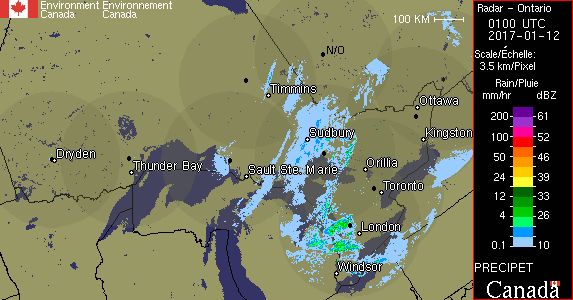 Environment Environnement
Canada Canada
100 KM
N/O
Timmins
Ottawa
Sudbury
Kingston
Dryden
Thunder Bay
Sault Ste. Marie
Orillia
Toronto
London
Windsor
Radar - Ontario
0100 UTC
2017-01-12
Scale/Échelle:
3.5 km/Pixel
Rain/Pluie
mm/hr dBZ
200 61
100 52
50 46
24 39
12 33
4 26
0.1 10
PRECIPET
Canada